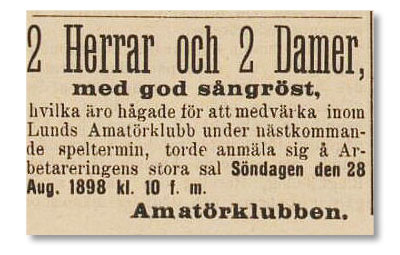 2 Herrar och 2 Damer,
med god sångröst,
hvilka äro hågade för att medvärka inom
Lunds Amatörklubb under nästkomman-
de speltermin, torde anmäla sig å Ar-
betareringens stora sal Söndagen den 28
Aug. 1898 kl. 10 f. m.
Amatörklubben.